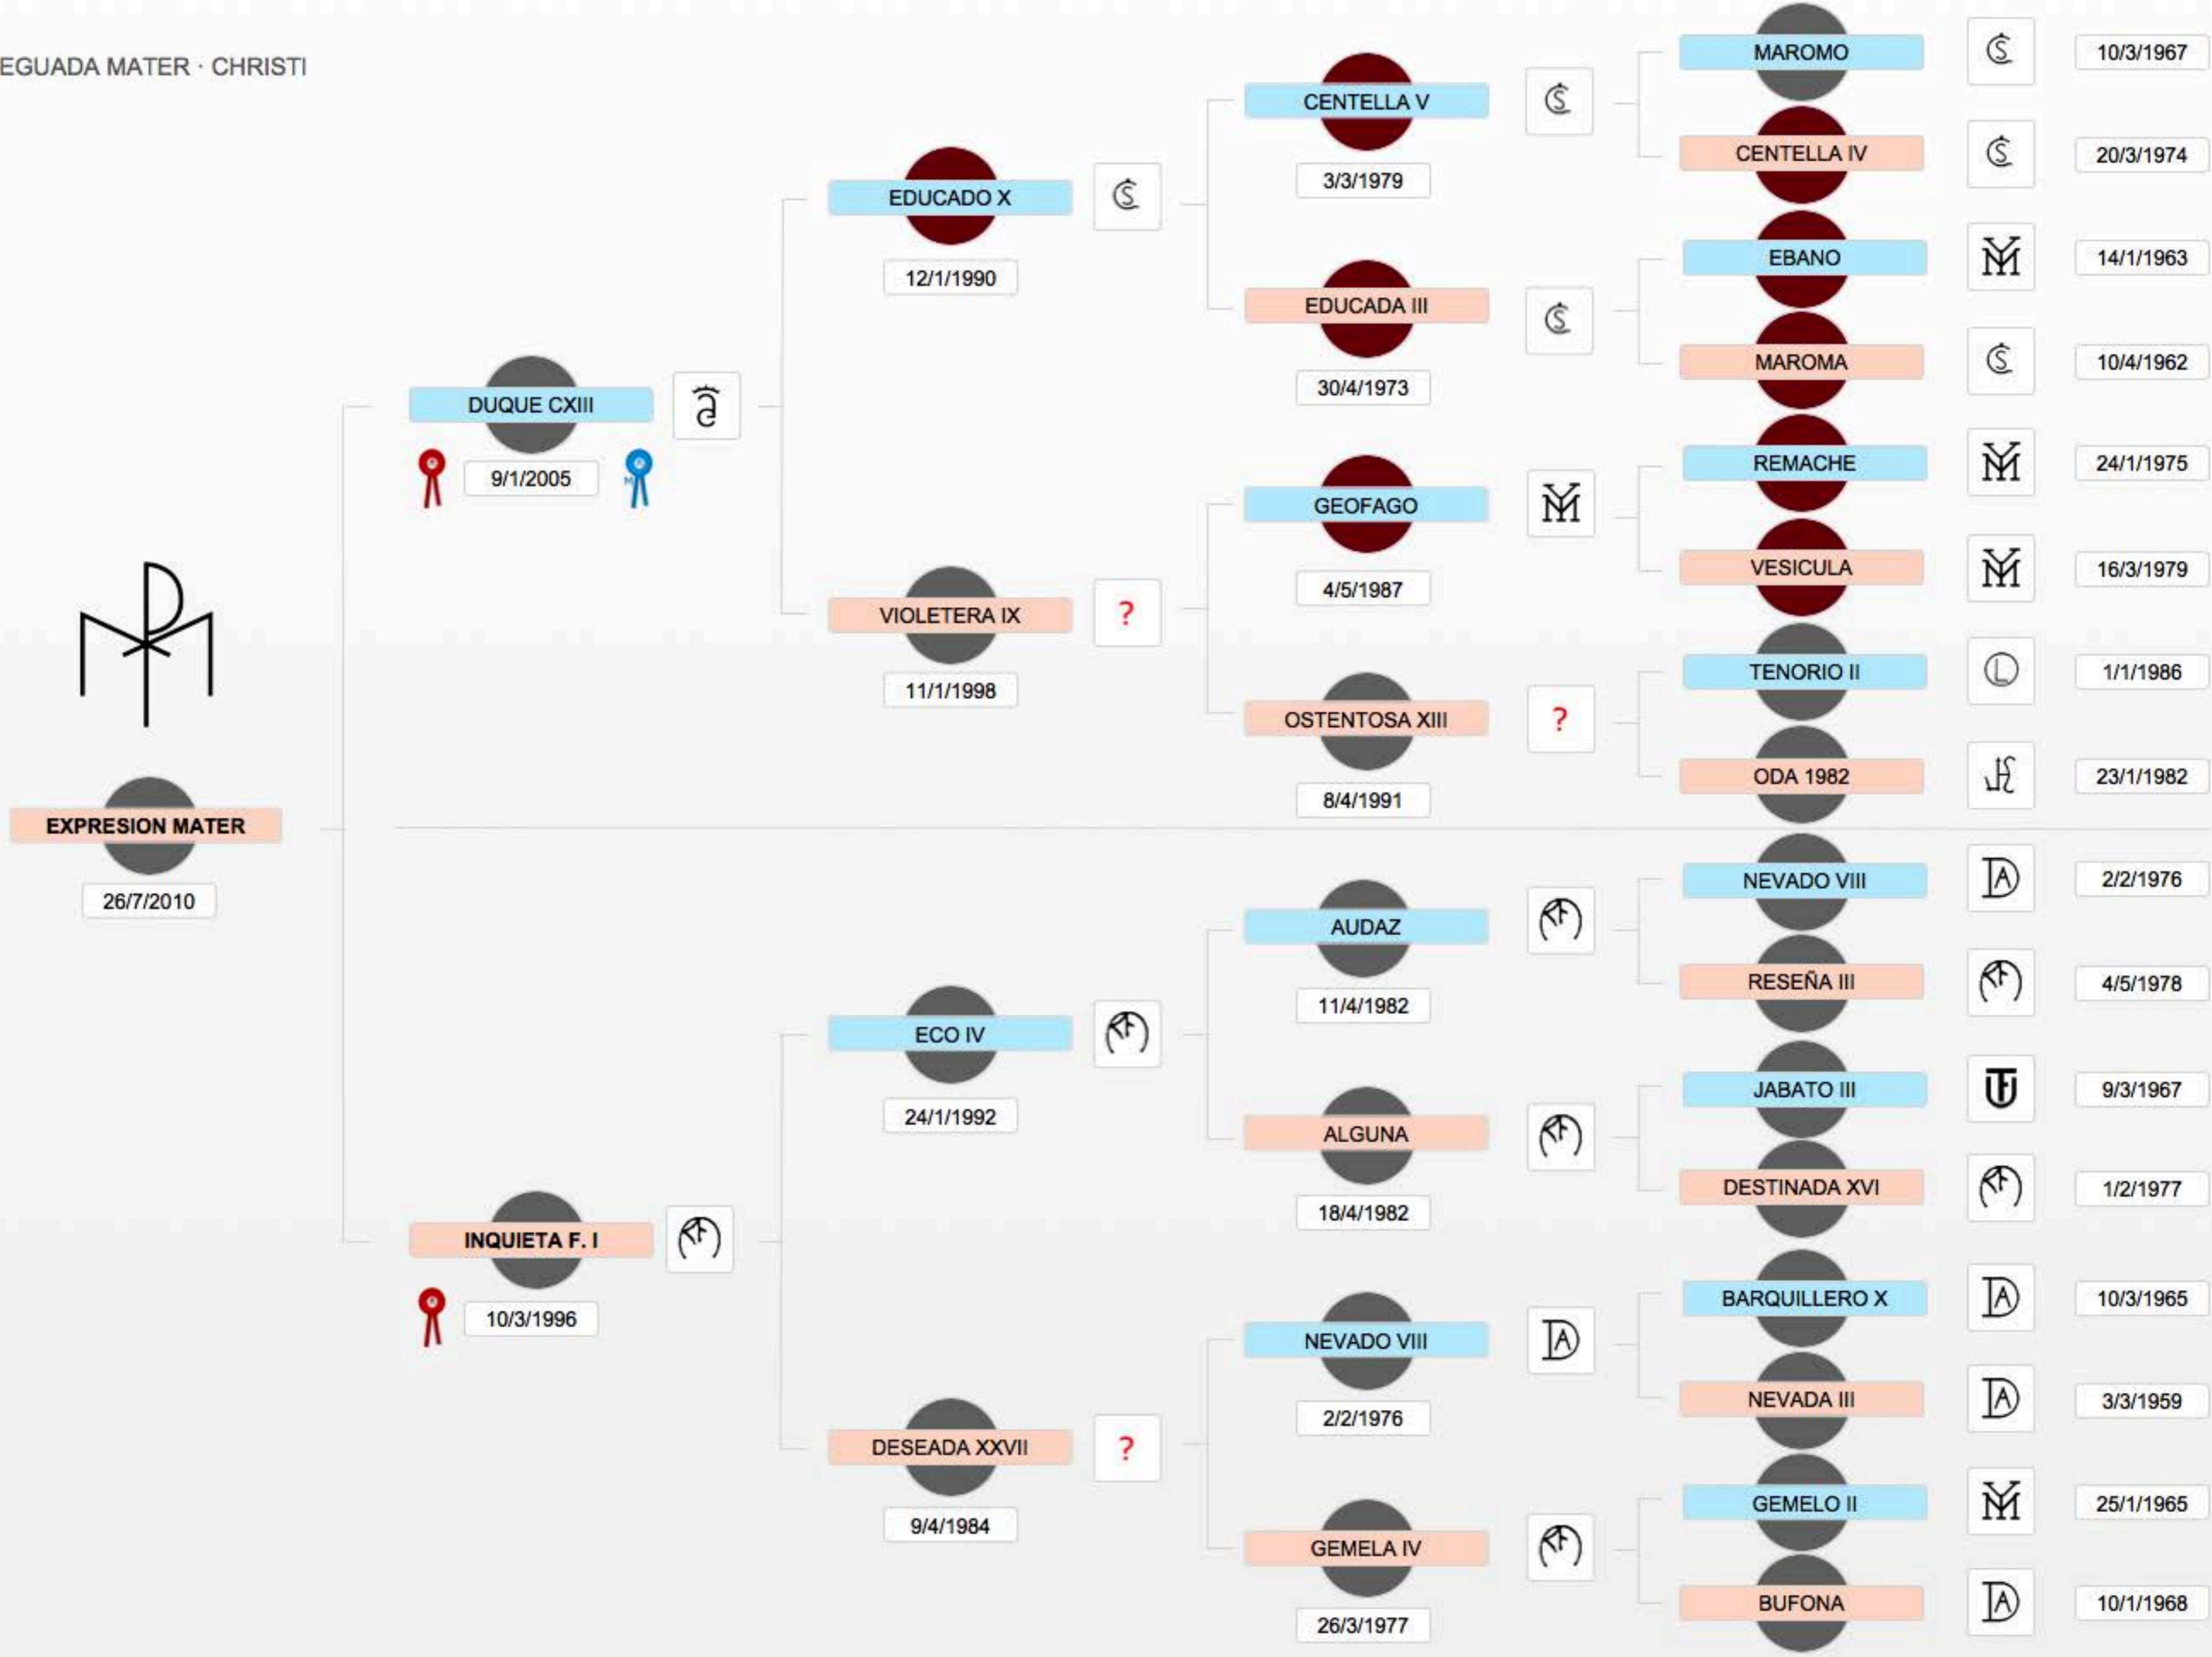 EGUADA MATER · CHRISTI
EXPRESION MATER
26/7/2010
DUQUE CXIII
9/1/2005
INQUIETA F. I
10/3/1996
EDUCADO X
12/1/1990
VIOLETERA IX
?
11/1/1998
ECO IV
24/1/1992
DESEADA XXVII
?
9/4/1984
CENTELLA V
3/3/1979
EDUCADA III
30/4/1973
GEOFAGO
4/5/1987
OSTENTOSA XIII
?
8/4/1991
AUDAZ
11/4/1982
ALGUNA
18/4/1982
NEVADO VIII
2/2/1976
GEMELA IV
26/3/1977
MAROMO 10/3/1967
CENTELLA IV 20/3/1974
EBANO 14/1/1963
MAROMA 10/4/1962
REMACHE 24/1/1975
VESICULA 16/3/1979
TENORIO II 1/1/1986
ODA 1982 23/1/1982
NEVADO VIII 2/2/1976
RESEÑA III 4/5/1978
JABATO III 9/3/1967
DESTINADA XVI 1/2/1977
BARQUILLERO X 10/3/1965
NEVADA III 3/3/1959
GEMELO II 25/1/1965
BUFONA 10/1/1968